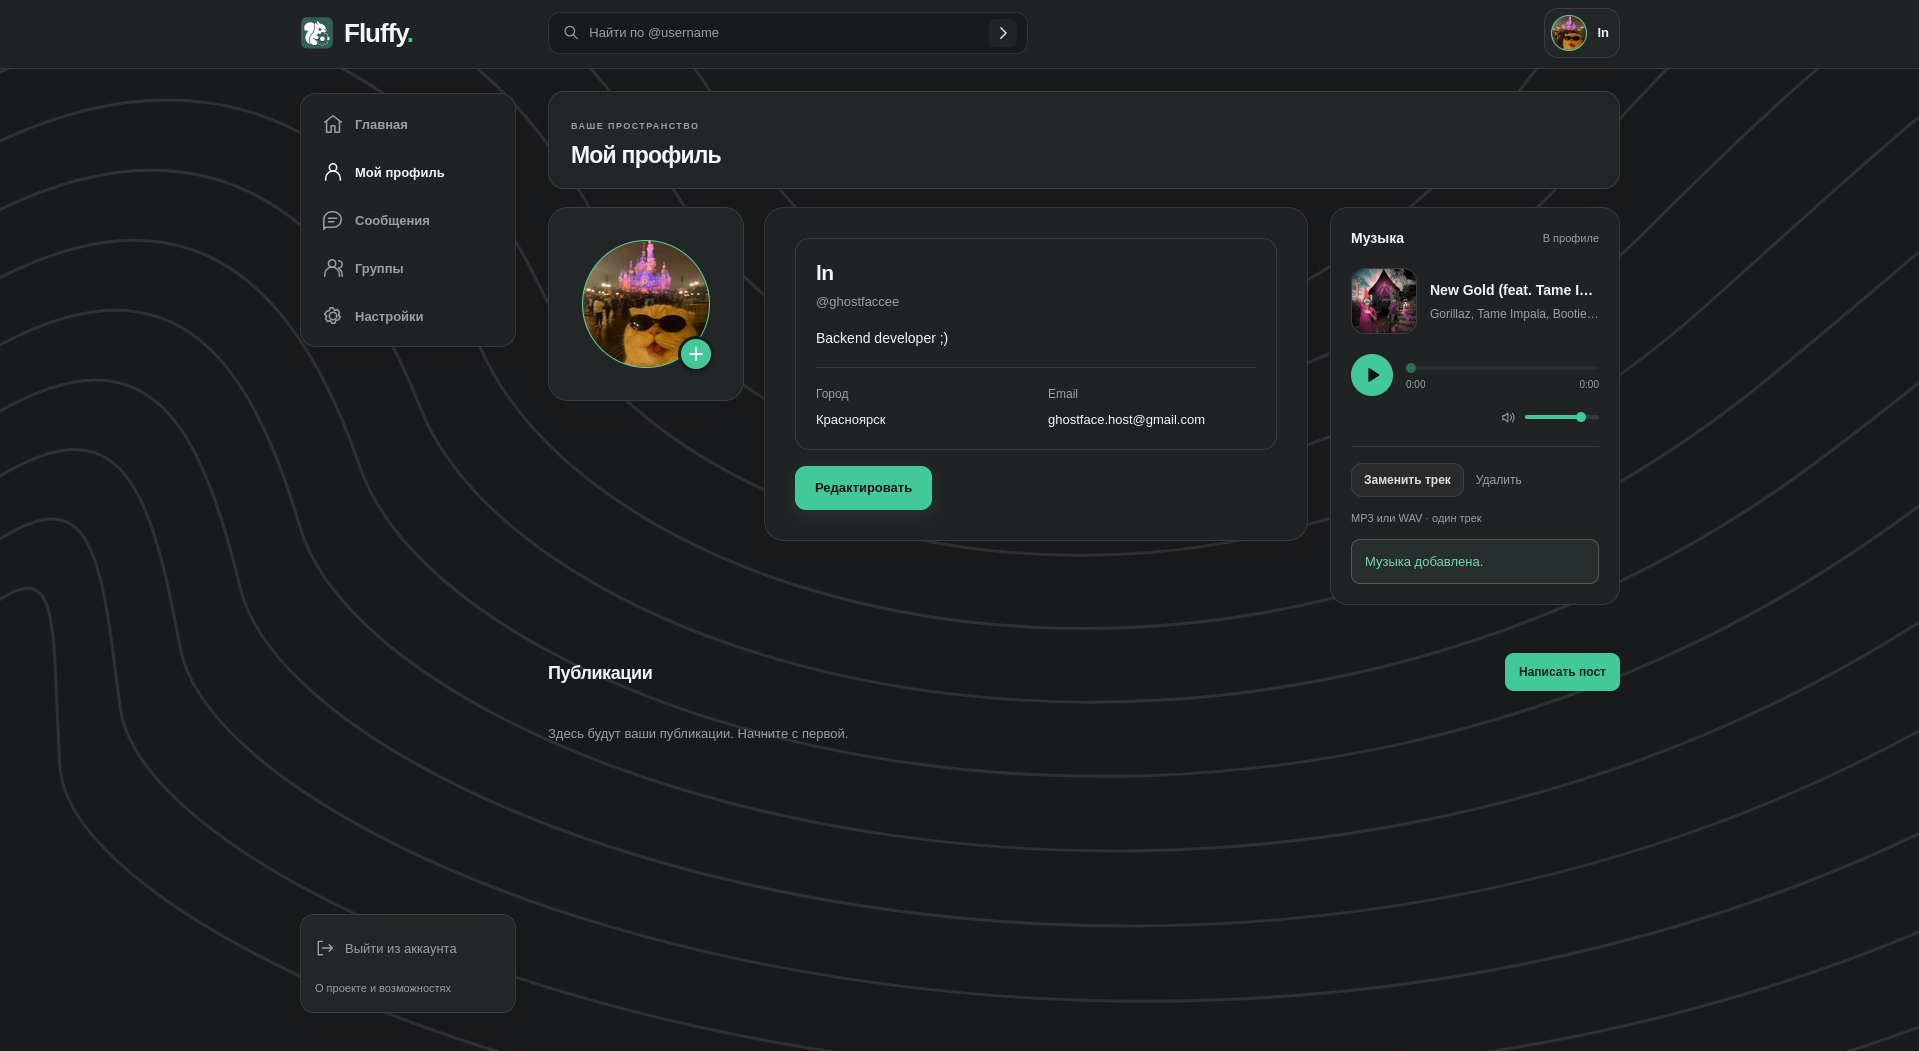 Fluffy.
Найти по @username
In
Главная
Мой профиль
Сообщения
Группы
Настройки
ВАШЕ ПРОСТРАНСТВО
Мой профиль
In
@ghostfaccee
Backend developer ;)
Город
Email
Красноярск
ghostface.host@gmail.com
Редактировать
Музыка
В профиле
New Gold (feat. Tame I…
Gorillaz, Tame Impala, Bootie…
0:00
0:00
Заменить трек
Удалить
MP3 или WAV · один трек
Музыка добавлена.
Публикации
Написать пост
Здесь будут ваши публикации. Начните с первой.
Выйти из аккаунта
О проекте и возможностях